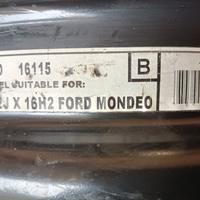 16115
B
EL SUITABLE FOR:
J X 16H2 FORD MONDEO